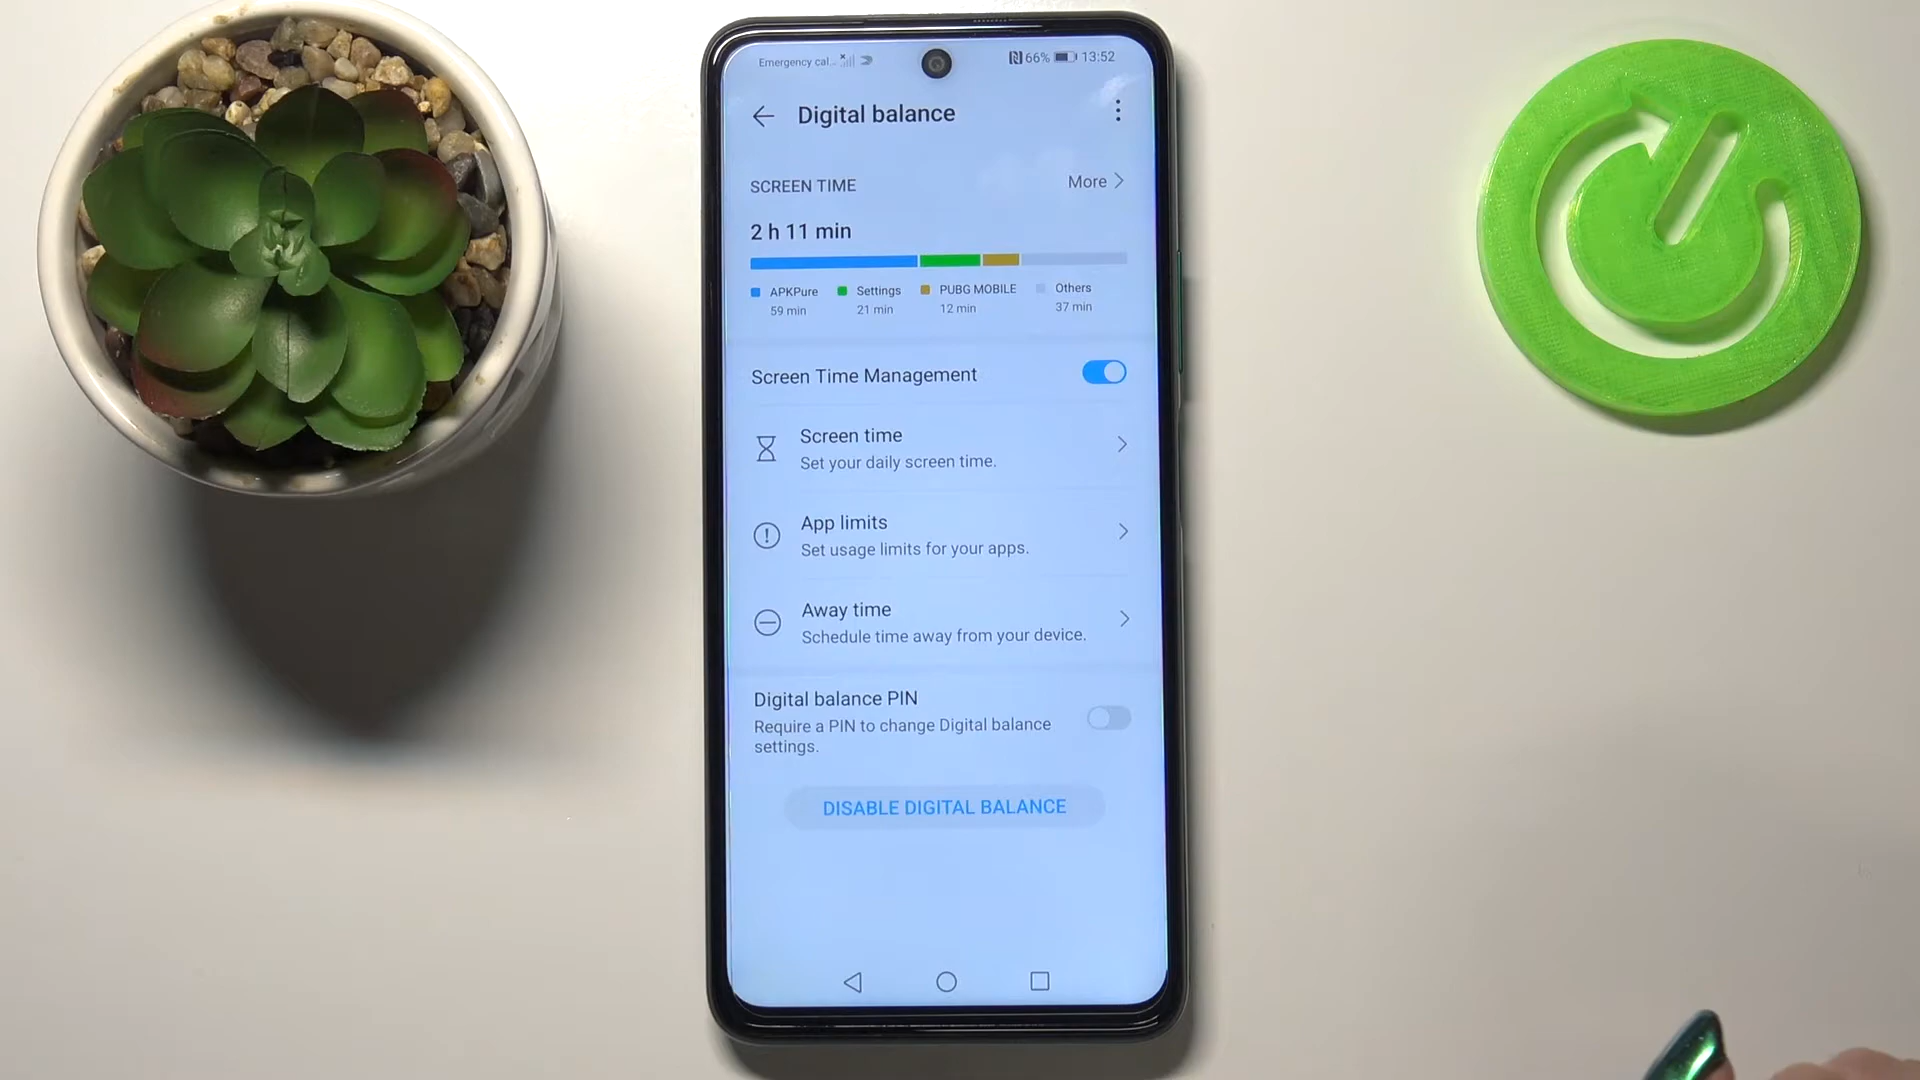 Emergency cal... 66% 13:52
Digital balance
SCREEN TIME More
2 h 11 min
APKPure Settings PUBG MOBILE Others
59 min 21 min 12 min 37 min
Screen Time Management
Screen time
Set your daily screen time.
App limits
Set usage limits for your apps.
Away time
Schedule time away from your device.
Digital balance PIN
Require a PIN to change Digital balance
settings.
DISABLE DIGITAL BALANCE